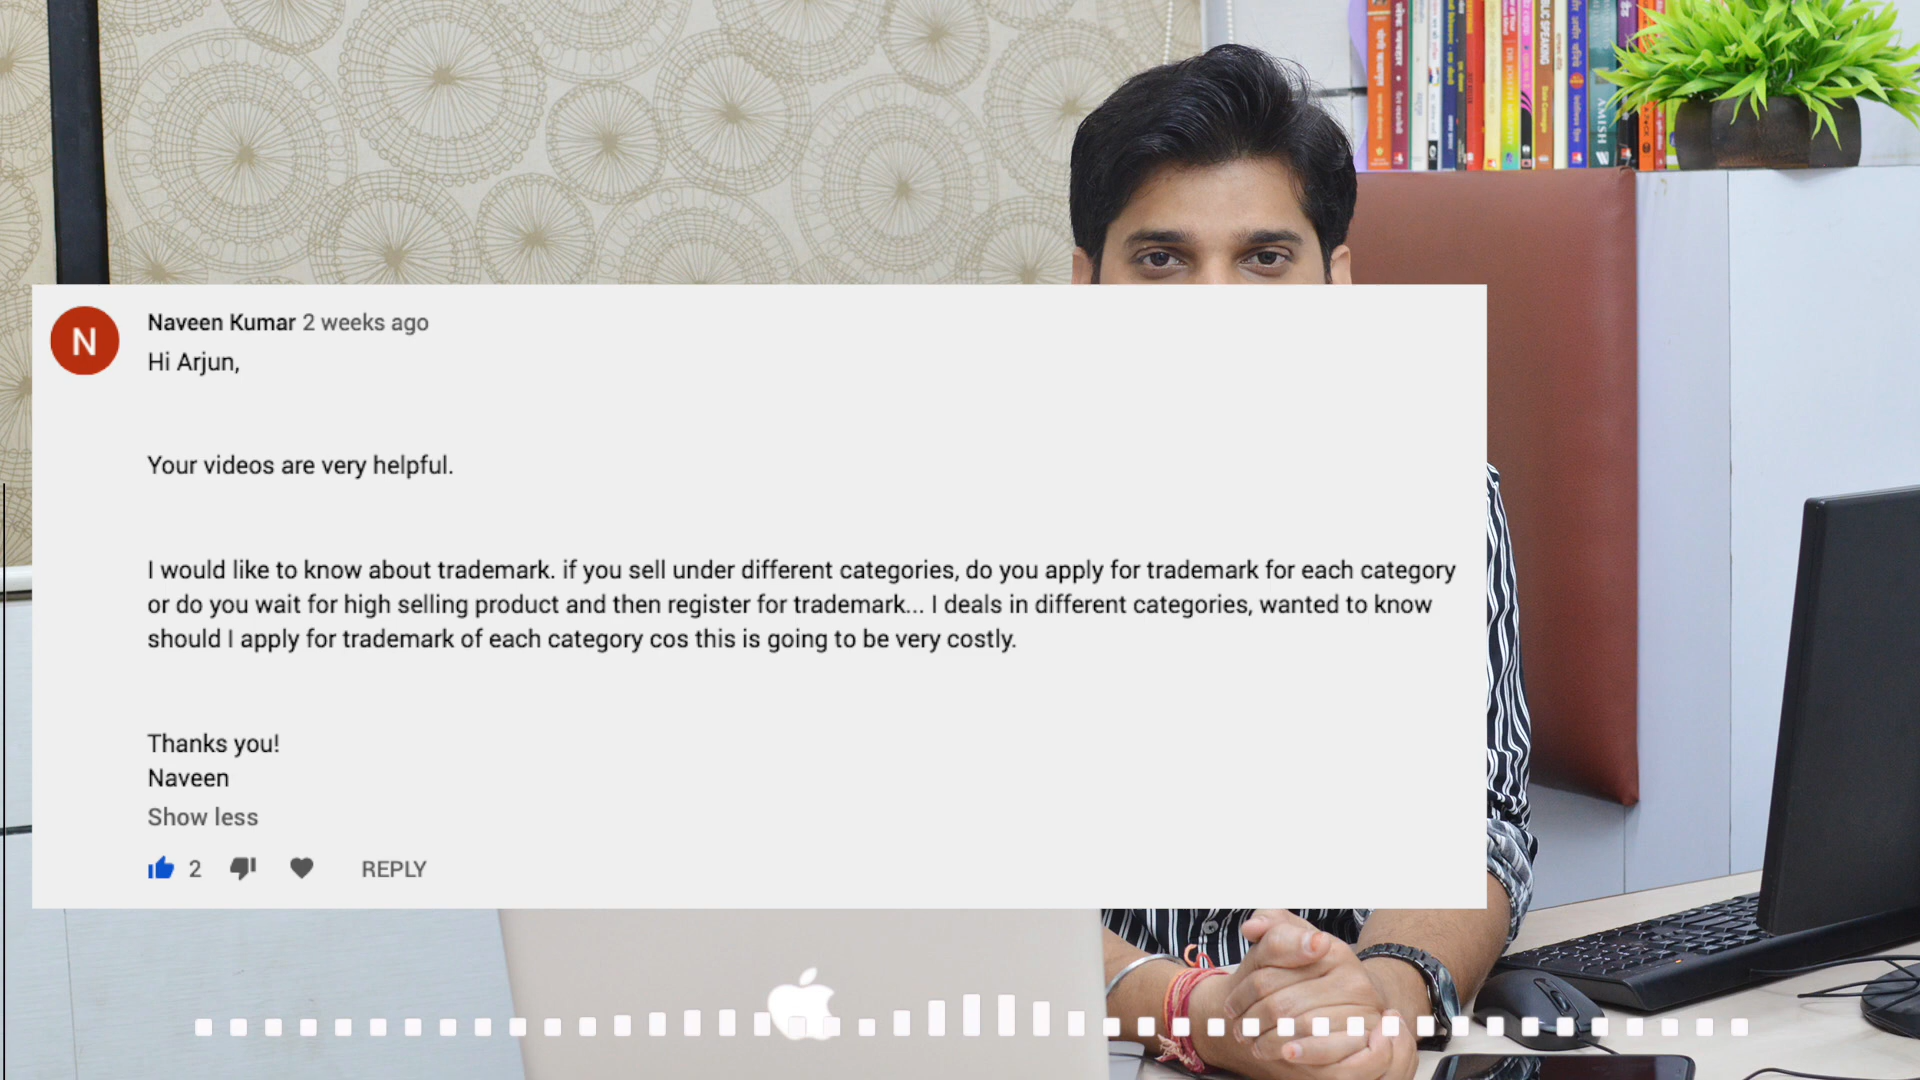 N
Naveen Kumar 2 weeks ago
Hi Arjun,
Your videos are very helpful.
I would like to know about trademark. if you sell under different categories, do you apply for trademark for each category
or do you wait for high selling product and then register for trademark... I deals in different categories, wanted to know
should I apply for trademark of each category cos this is going to be very costly.
Thanks you!
Naveen
Show less
2 REPLY
AMISH